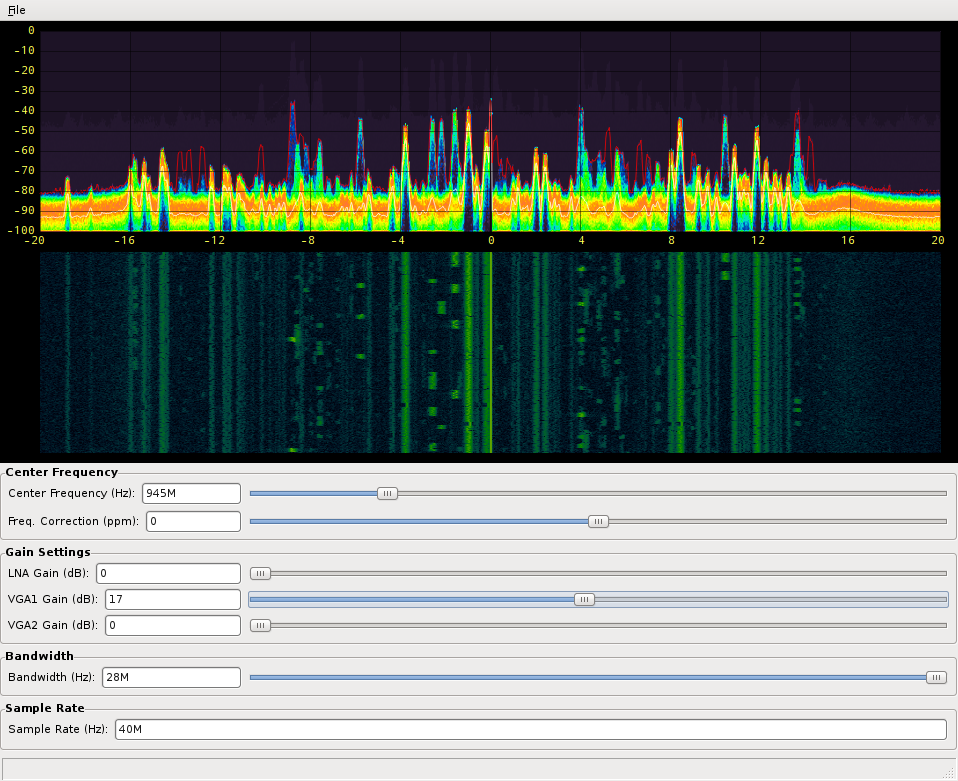 File
0
-10
-20
-30
-40
-50
-60
-70
-80
-90
-100
-20 -16 -12 -8 -4 0 4 8 12 16 20
Center Frequency
Center Frequency (Hz): 945M
Freq. Correction (ppm): 0
Gain Settings
LNA Gain (dB): 0
VGA1 Gain (dB): 17
VGA2 Gain (dB): 0
Bandwidth
Bandwidth (Hz): 28M
Sample Rate
Sample Rate (Hz): 40M